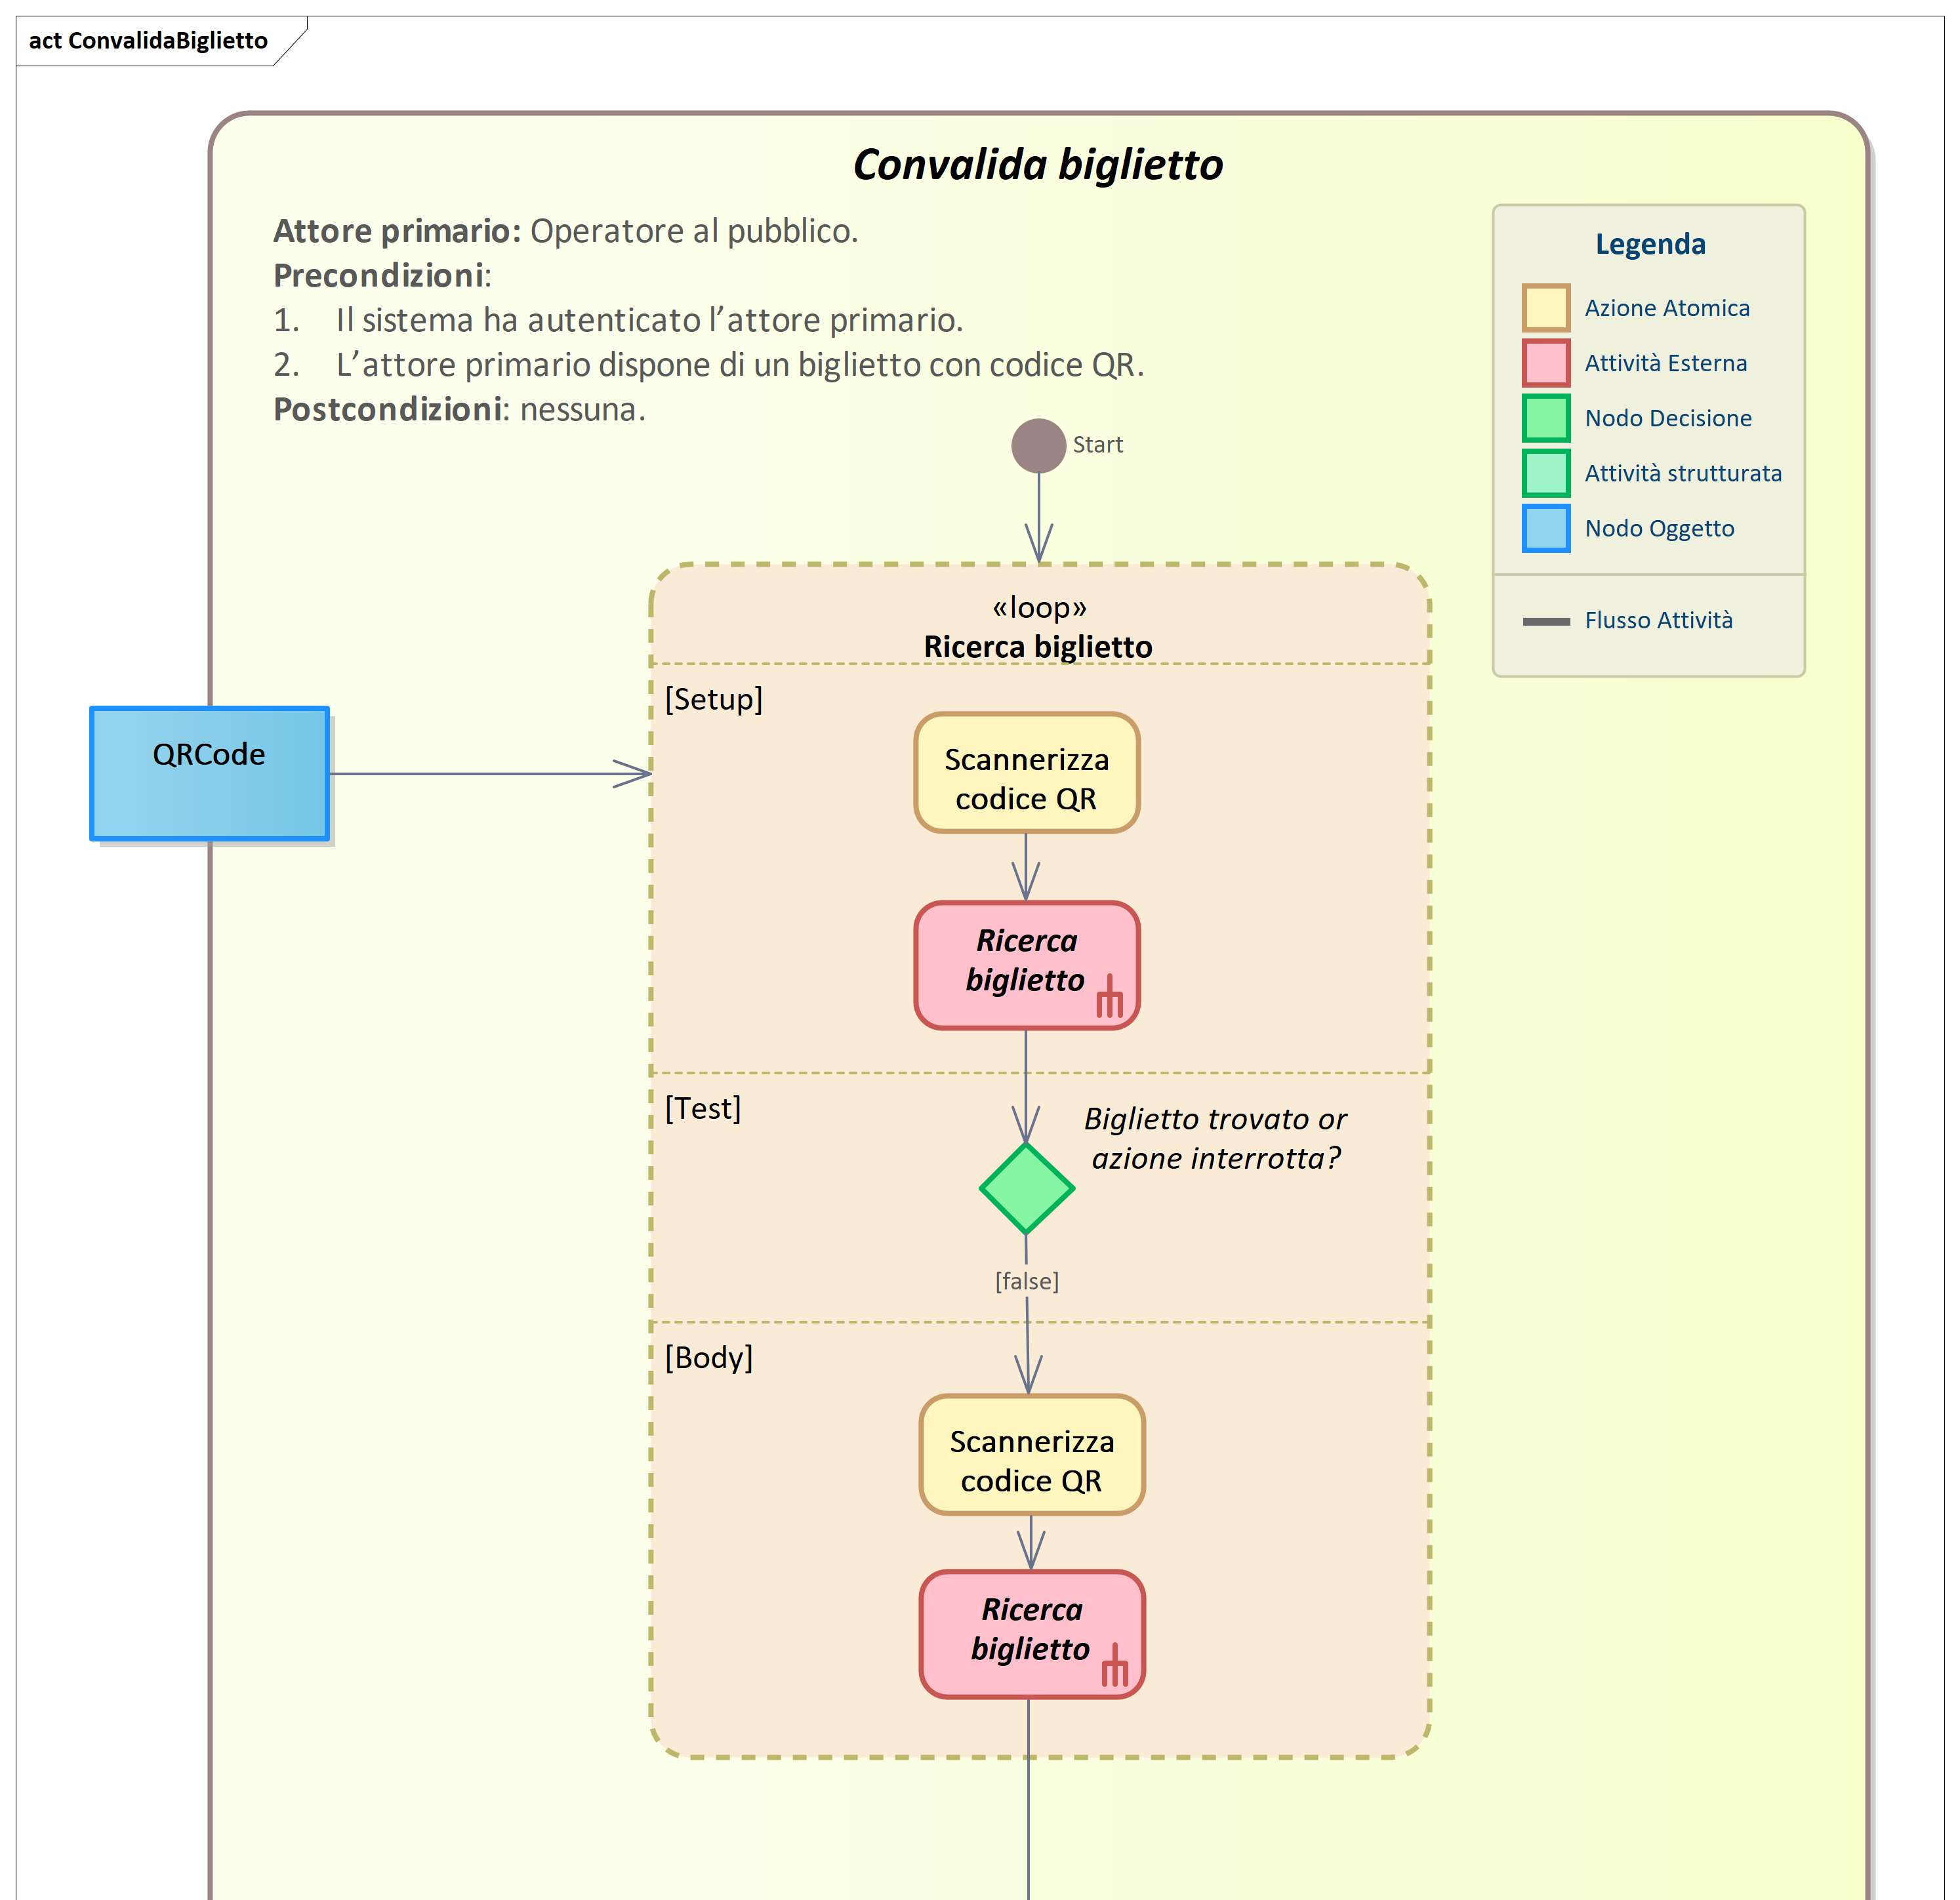 act ConvalidaBiglietto
Convalida biglietto
Attore primario: Operatore al pubblico.
Precondizioni:
1. Il sistema ha autenticato l’attore primario.
2. L’attore primario dispone di un biglietto con codice QR.
Postcondizioni: nessuna.
Legenda
Azione Atomica
Attività Esterna
Nodo Decisione
Attività strutturata
Nodo Oggetto
Flusso Attività
Start
«loop»
Ricerca biglietto
[Setup]
QRCode
Scannerizza
codice QR
Ricerca
biglietto
[Test]
Biglietto trovato or
azione interrotta?
[false]
[Body]
Scannerizza
codice QR
Ricerca
biglietto